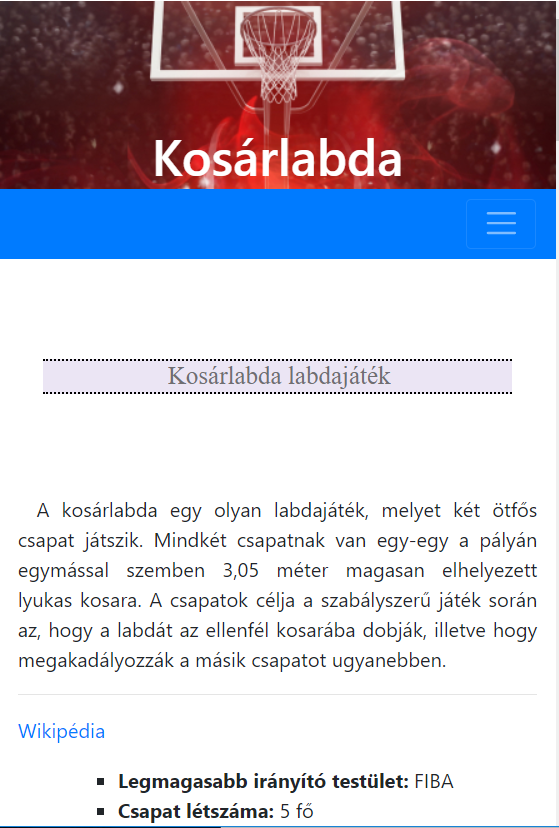 Kosárlabda
Kosárlabda labdajáték
A kosárlabda egy olyan labdajáték, melyet két ötfős
csapat játszik. Mindkét csapatnak van egy-egy a pályán
egymással szemben 3,05 méter magasan elhelyezett
lyukas kosara. A csapatok célja a szabályszerű játék során
az, hogy a labdát az ellenfél kosarába dobják, illetve hogy
megakadályozzák a másik csapatot ugyanebben.
Wikipédia
▪ Legmagasabb irányító testület: FIBA
▪ Csapat létszáma: 5 fő